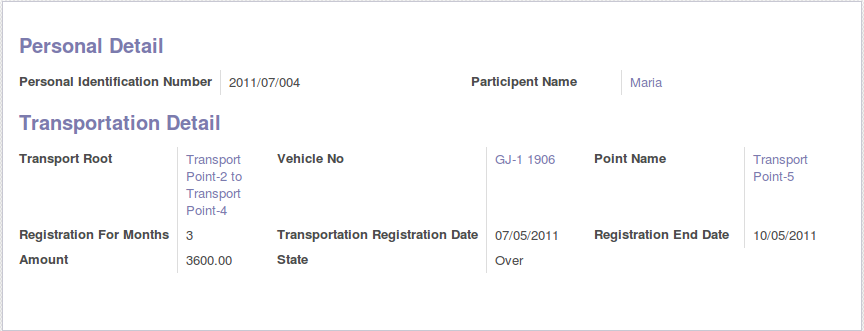 Personal Detail
Personal Identification Number 2011/07/004 Participent Name Maria
Transportation Detail
Transport Root Transport Vehicle No GJ-1 1906 Point Name Transport
Point-2 to Point-5
Transport
Point-4
Registration For Months 3 Transportation Registration Date 07/05/2011 Registration End Date 10/05/2011
Amount 3600.00 State Over